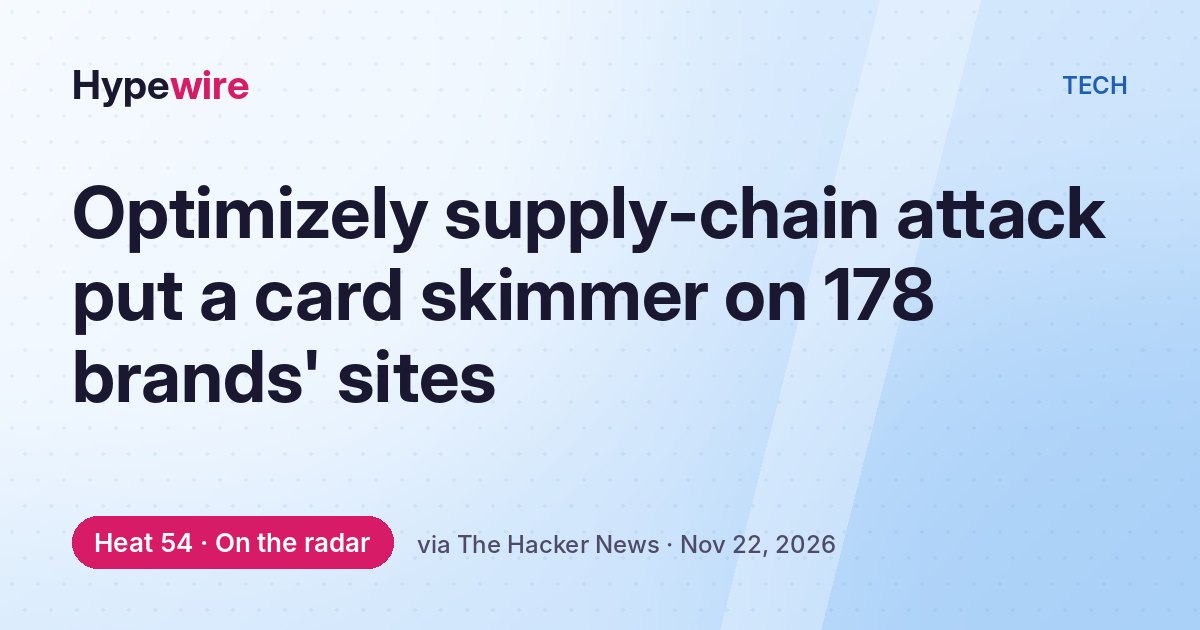 Hypewire
TECH
Optimizely supply-chain attack
put a card skimmer on 178
brands' sites
Heat 54 · On the radar
via The Hacker News · Nov 22, 2026